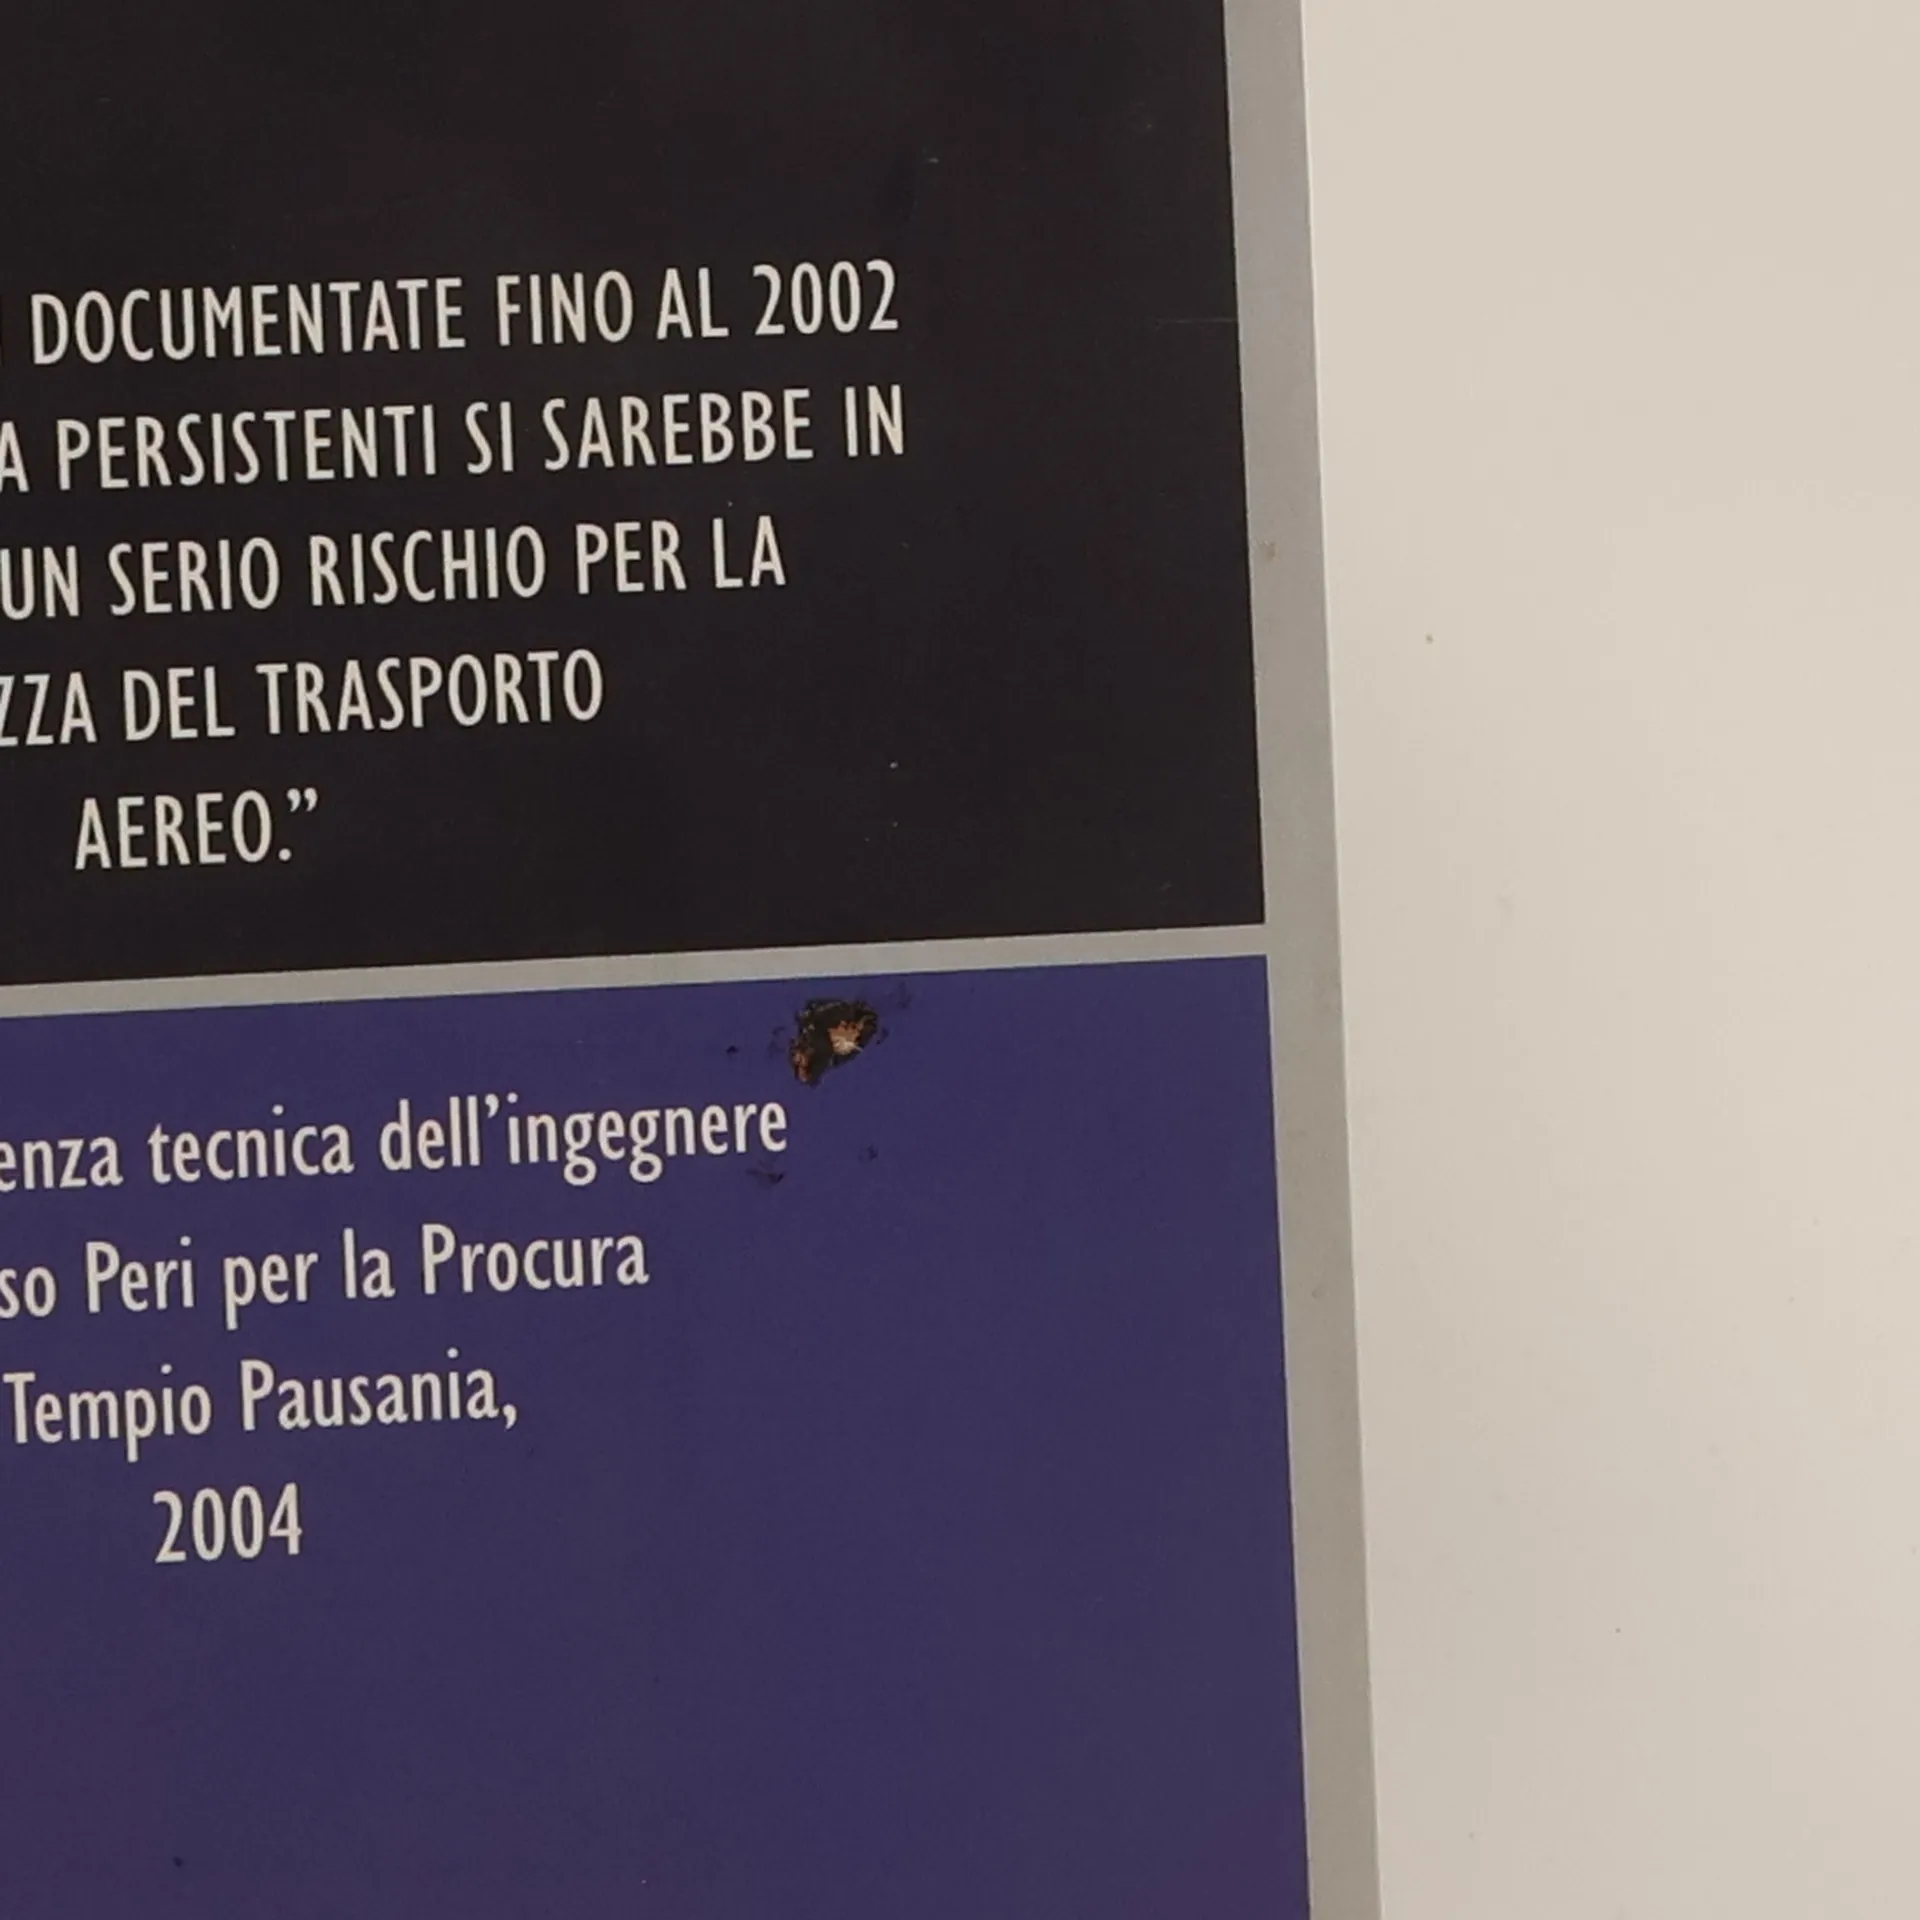 DOCUMENTATE FINO AL 2002
A PERSISTENTI SI SAREBBE IN
UN SERIO RISCHIO PER LA
ZZA DEL TRASPORTO
AEREO.”
enza tecnica dell’ingegnere
so Peri per la Procura
Tempio Pausania,
2004